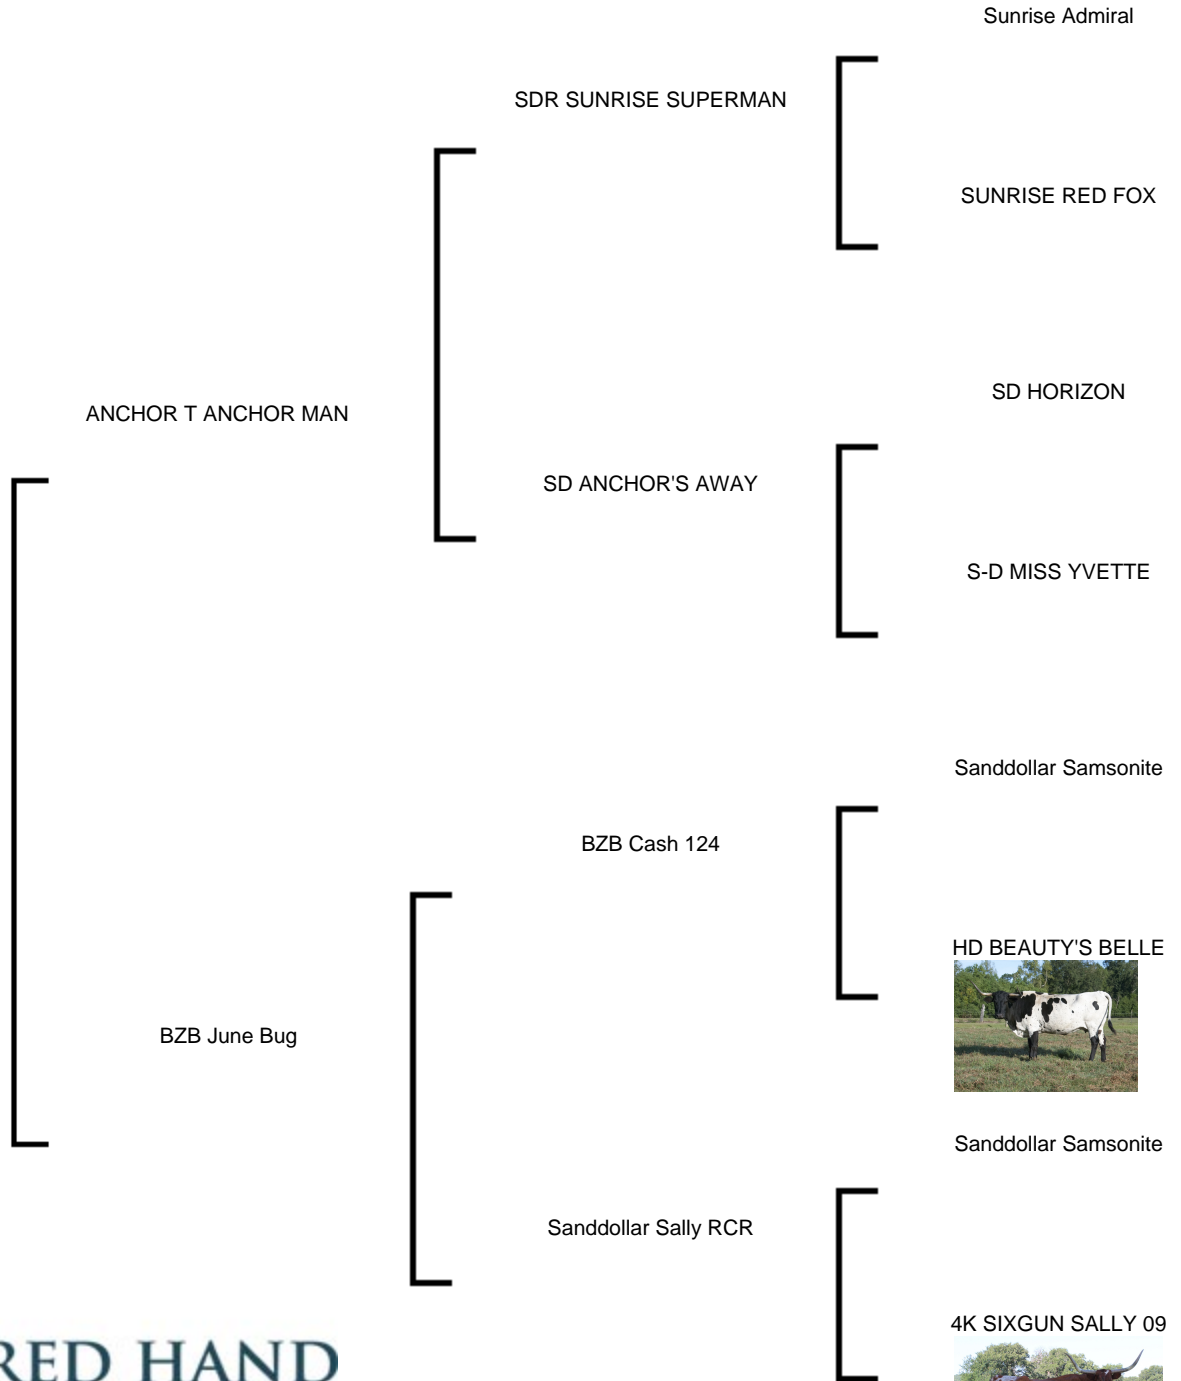 Sunrise Admiral
SDR SUNRISE SUPERMAN
SUNRISE RED FOX
SD HORIZON
ANCHOR T ANCHOR MAN
SD ANCHOR'S AWAY
S-D MISS YVETTE
Sanddollar Samsonite
BZB Cash 124
HD BEAUTY'S BELLE
BZB June Bug
Sanddollar Samsonite
Sanddollar Sally RCR
4K SIXGUN SALLY 09
RED HAND